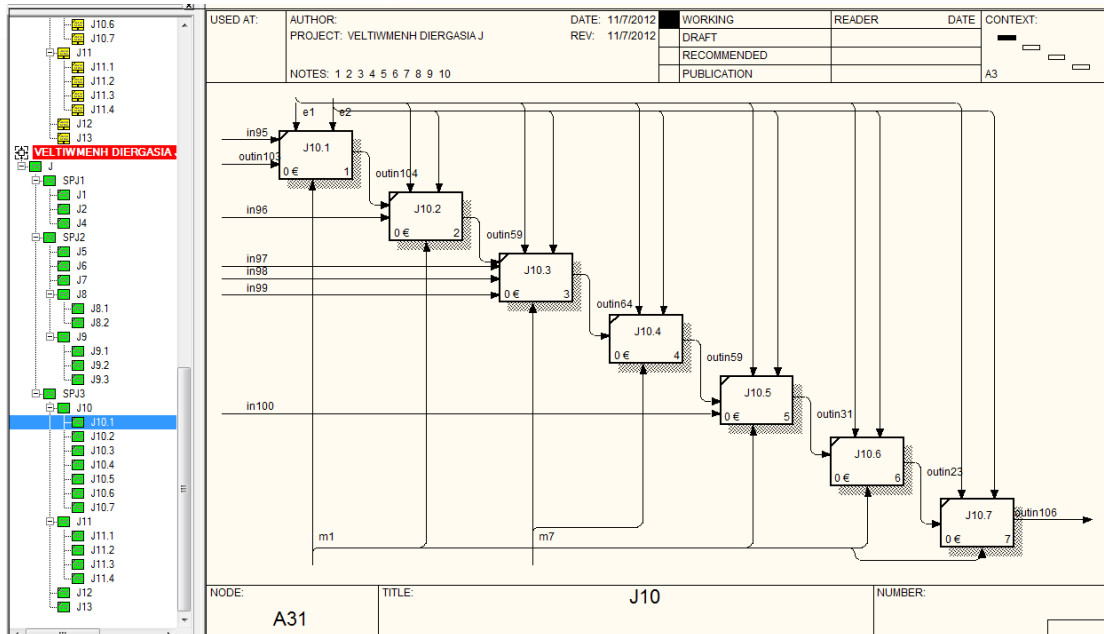 J10.6
J10.7
J11
J11.1
J11.2
J11.3
J11.4
J12
J13
VELTIWMENH DIERGASIA J
J
SPJ1
J1
J2
J4
SPJ2
J5
J6
J7
J8
J8.1
J8.2
J9
J9.1
J9.2
J9.3
SPJ3
J10
J10.1
J10.2
J10.3
J10.4
J10.5
J10.6
J10.7
J11
J11.1
J11.2
J11.3
J11.4
J12
J13
USED AT:
AUTHOR:
DATE: 11/7/2012
PROJECT: VELTIWMENH DIERGASIA J
REV: 11/7/2012
NOTES: 1 2 3 4 5 6 7 8 9 10
WORKING
DRAFT
RECOMMENDED
PUBLICATION
READER
DATE
CONTEXT:
A3
e1
e2
in95
outin103
J10.1
0 €
1
outin104
in96
J10.2
0 €
2
outin59
in97
in98
in99
J10.3
0 €
3
outin64
J10.4
0 €
4
outin59
in100
J10.5
0 €
5
outin31
J10.6
0 €
6
outin23
J10.7
0 €
7
outin106
m1
m7
NODE:
A31
TITLE:
J10
NUMBER: